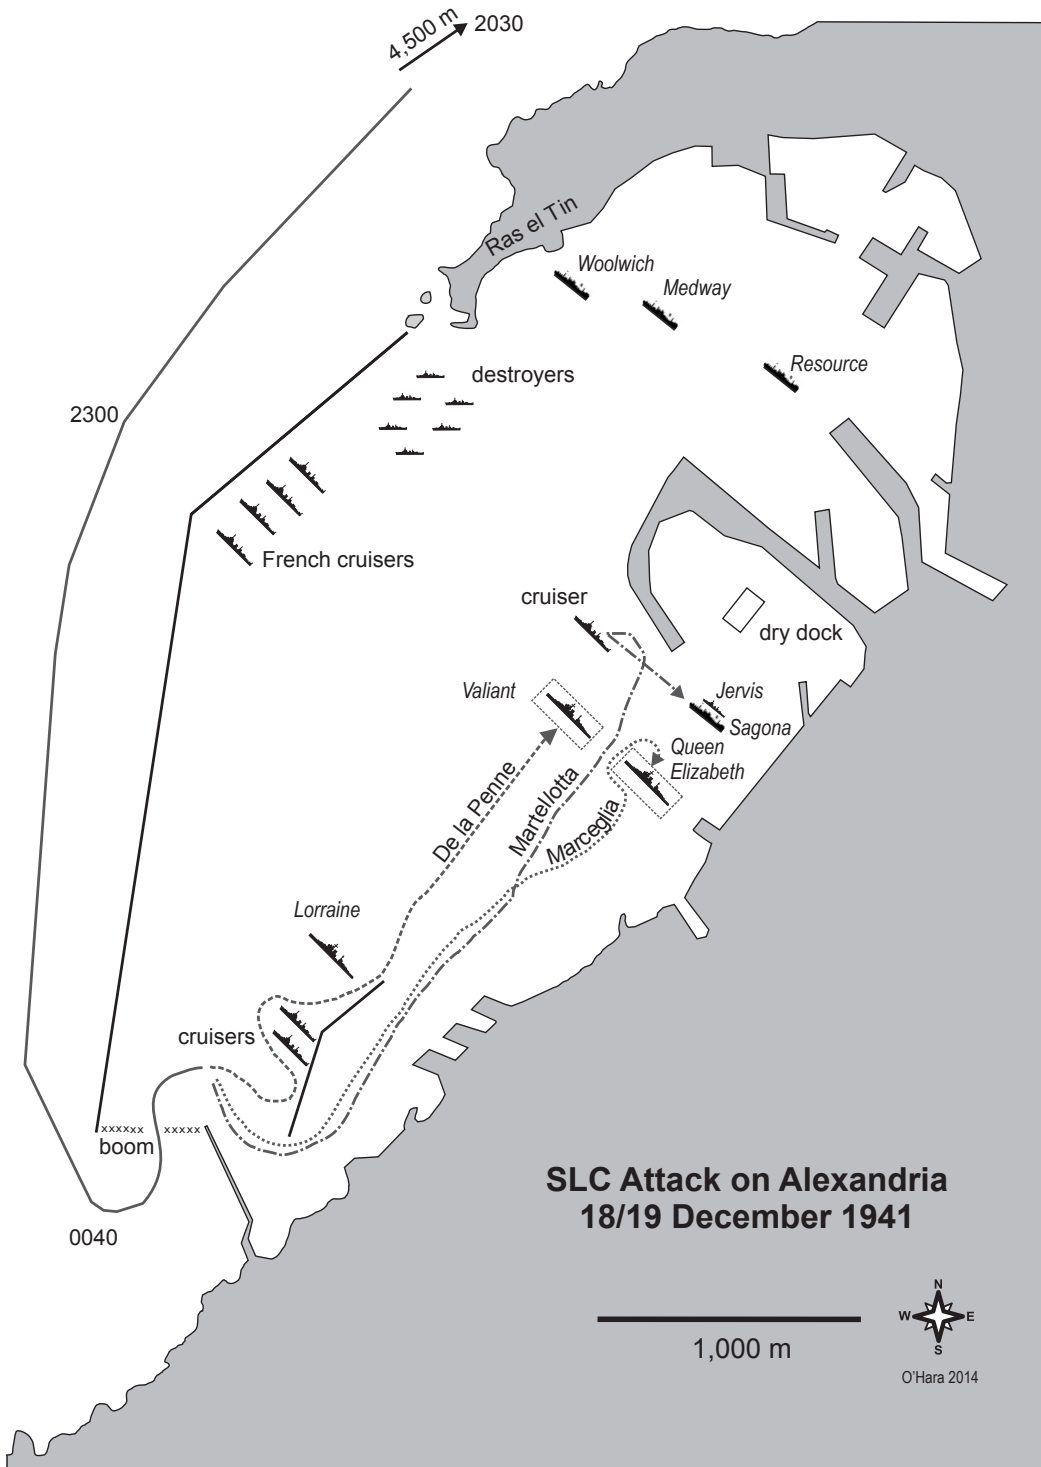 4,500 m
2030
Ras el Tin
Woolwich
Medway
Resource
destroyers
2300
French cruisers
cruiser
dry dock
Valiant
Jervis
Sagona
Queen
Elizabeth
De la Penne
Martellotta
Marceglia
Lorraine
cruisers
xxxxxx xxxxx
boom
0040
SLC Attack on Alexandria
18/19 December 1941
N
W E
S
1,000 m
O'Hara 2014